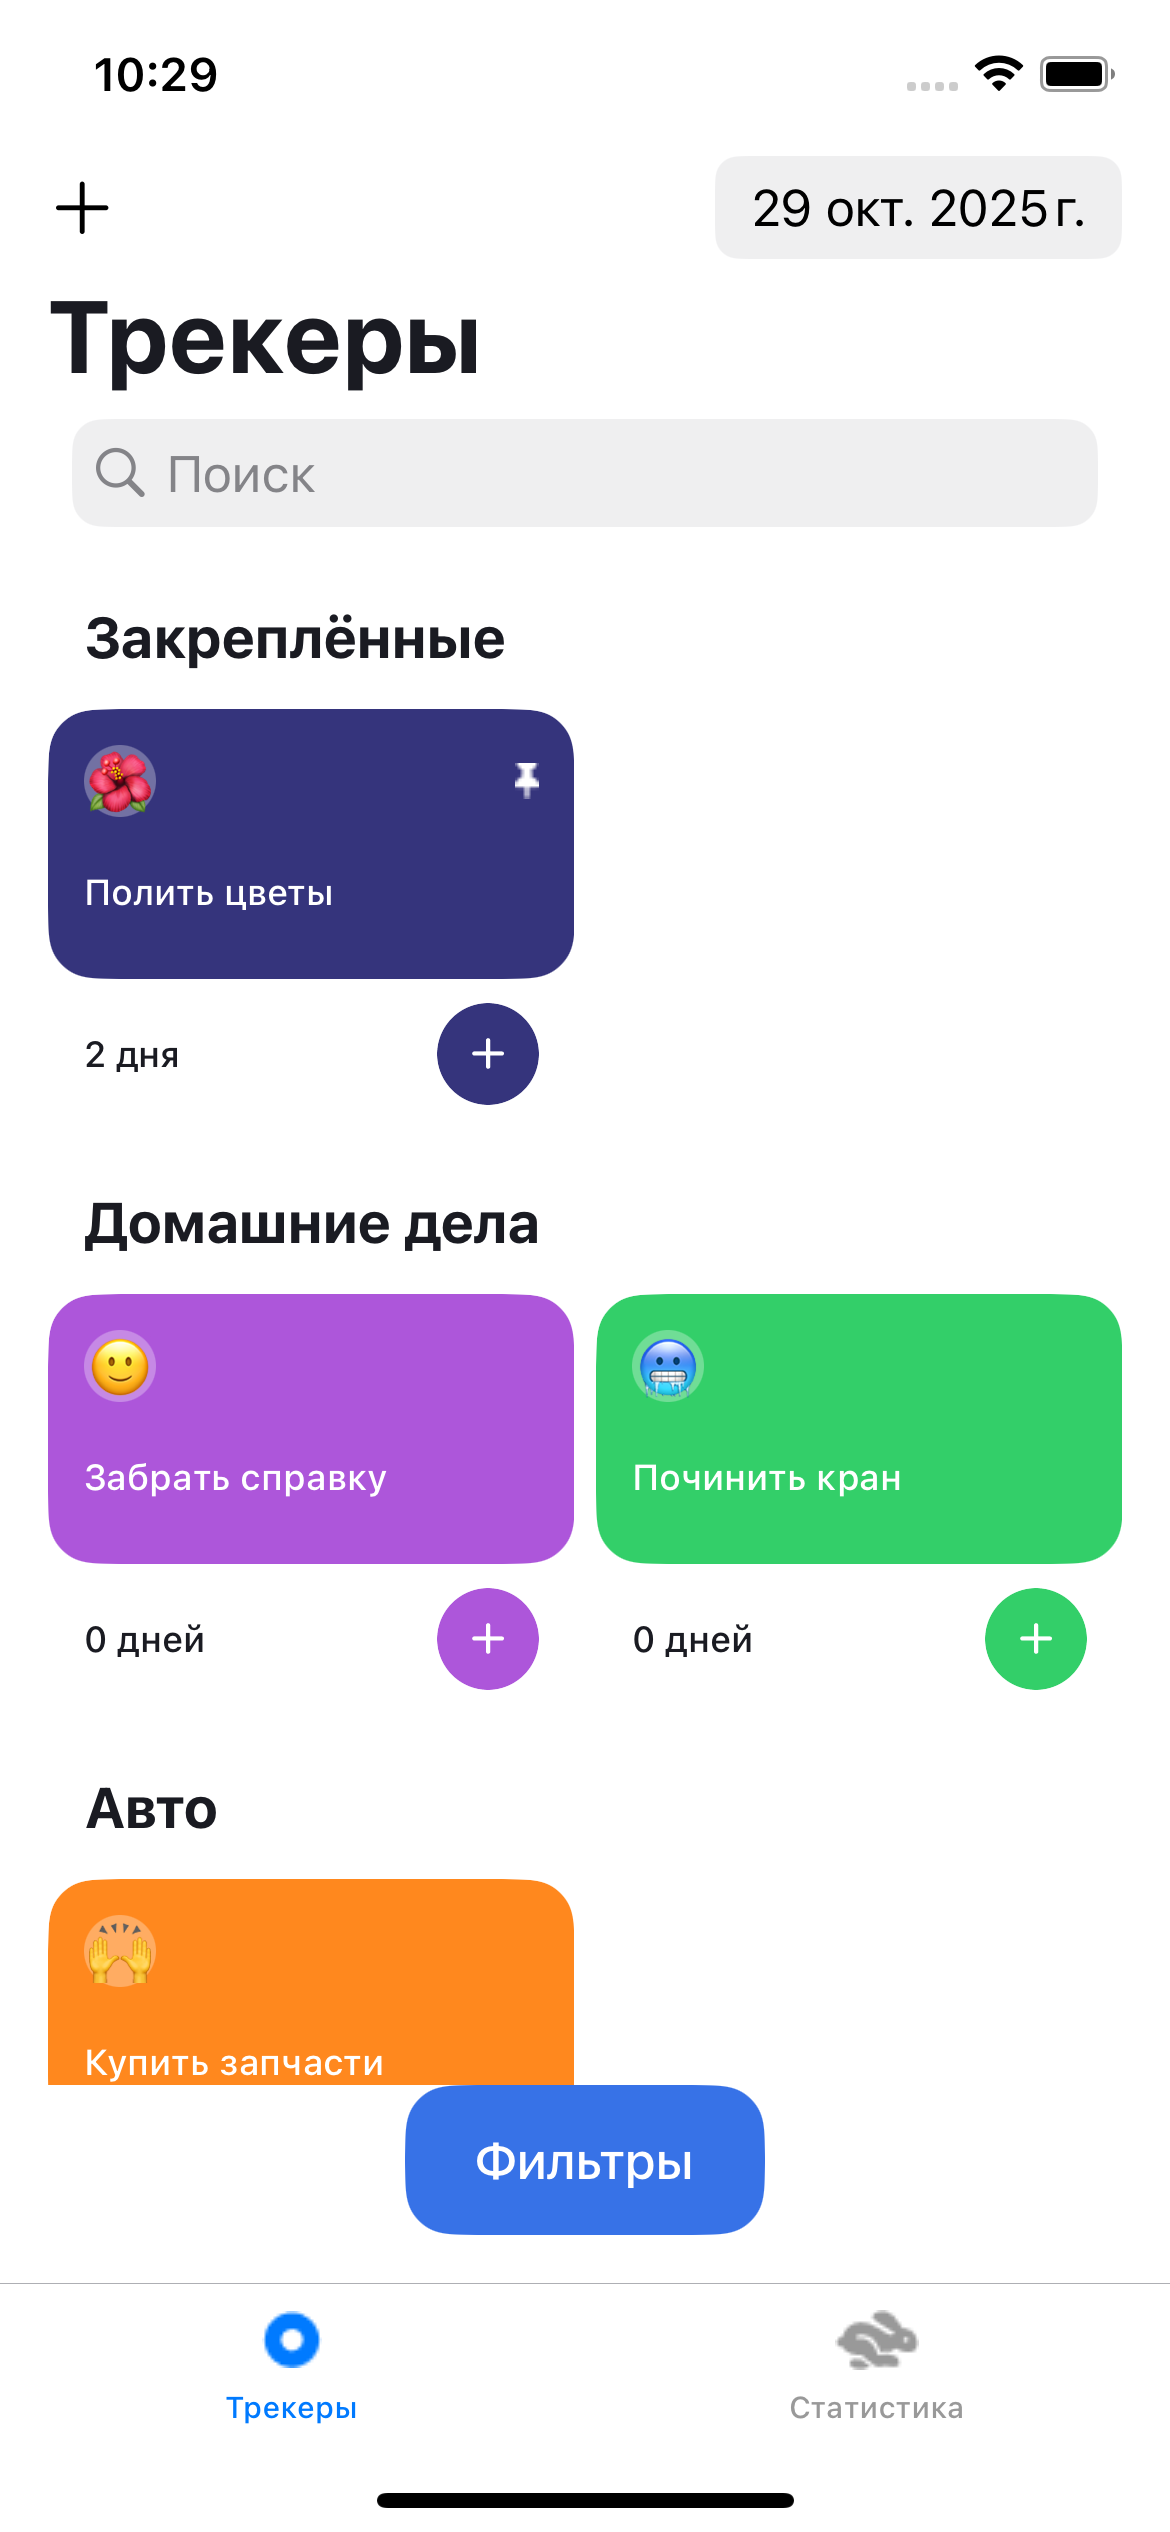 10:29
29 окт. 2025 г.
Трекеры
Поиск
Закреплённые
Полить цветы
2 дня
Домашние дела
Забрать справку
Починить кран
0 дней
0 дней
Авто
Купить запчасти
Фильтры
Трекеры
Статистика